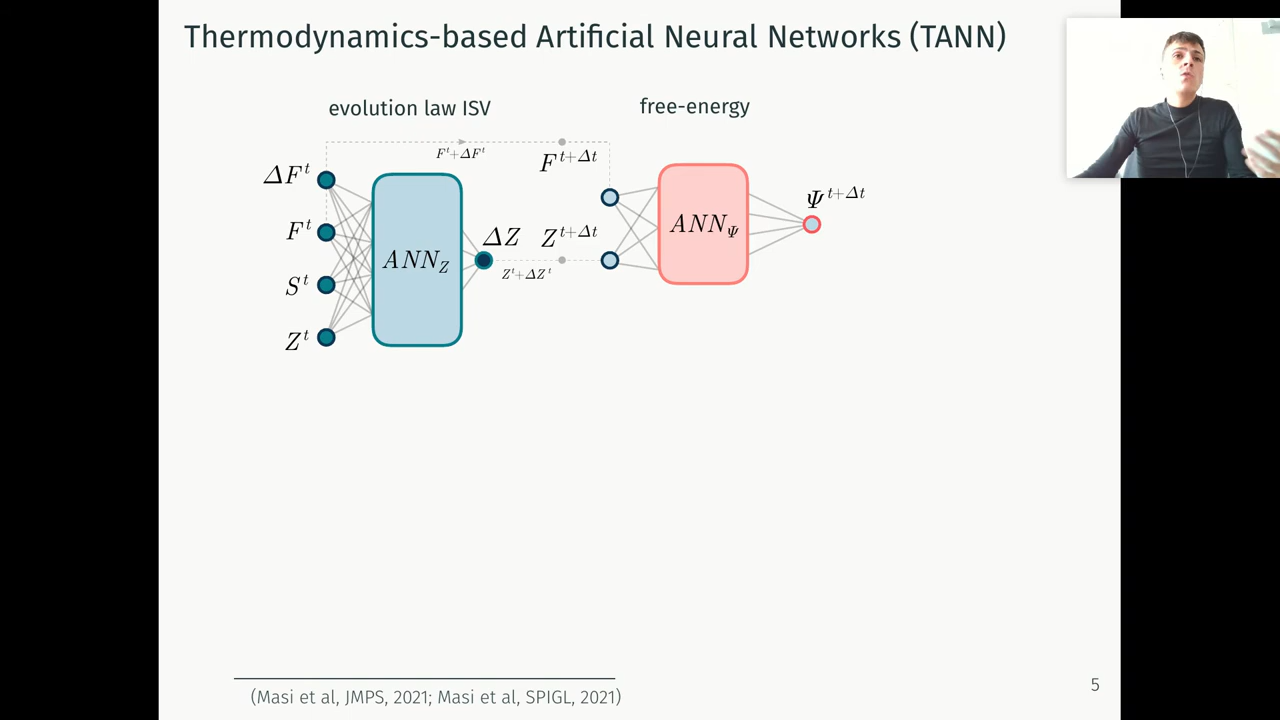 Thermodynamics-based Artificial Neural Networks (TANN)
evolution law ISV
free-energy
F^t+ΔF^t
ΔF^t
F^t
S^t
Z^t
ANN_Z
ΔZ
Z^t+ΔZ^t
F^{t+Δt}
Z^{t+Δt}
ANN_Ψ
Ψ^{t+Δt}
(Masi et al, JMPS, 2021; Masi et al, SPIGL, 2021)
5